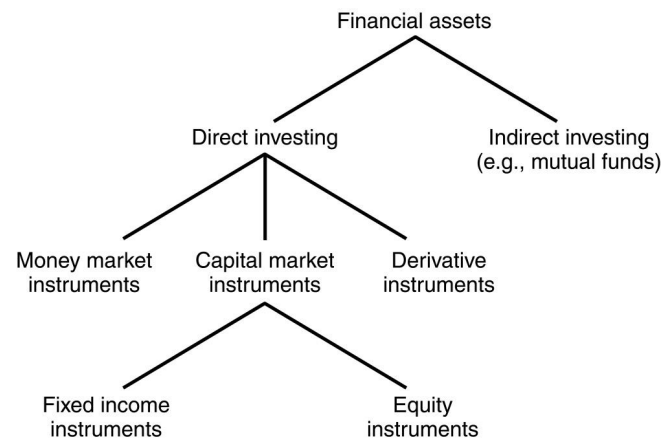 Financial assets
Direct investing
Indirect investing
(e.g., mutual funds)
Money market
instruments
Capital market
instruments
Derivative
instruments
Fixed income
instruments
Equity
instruments